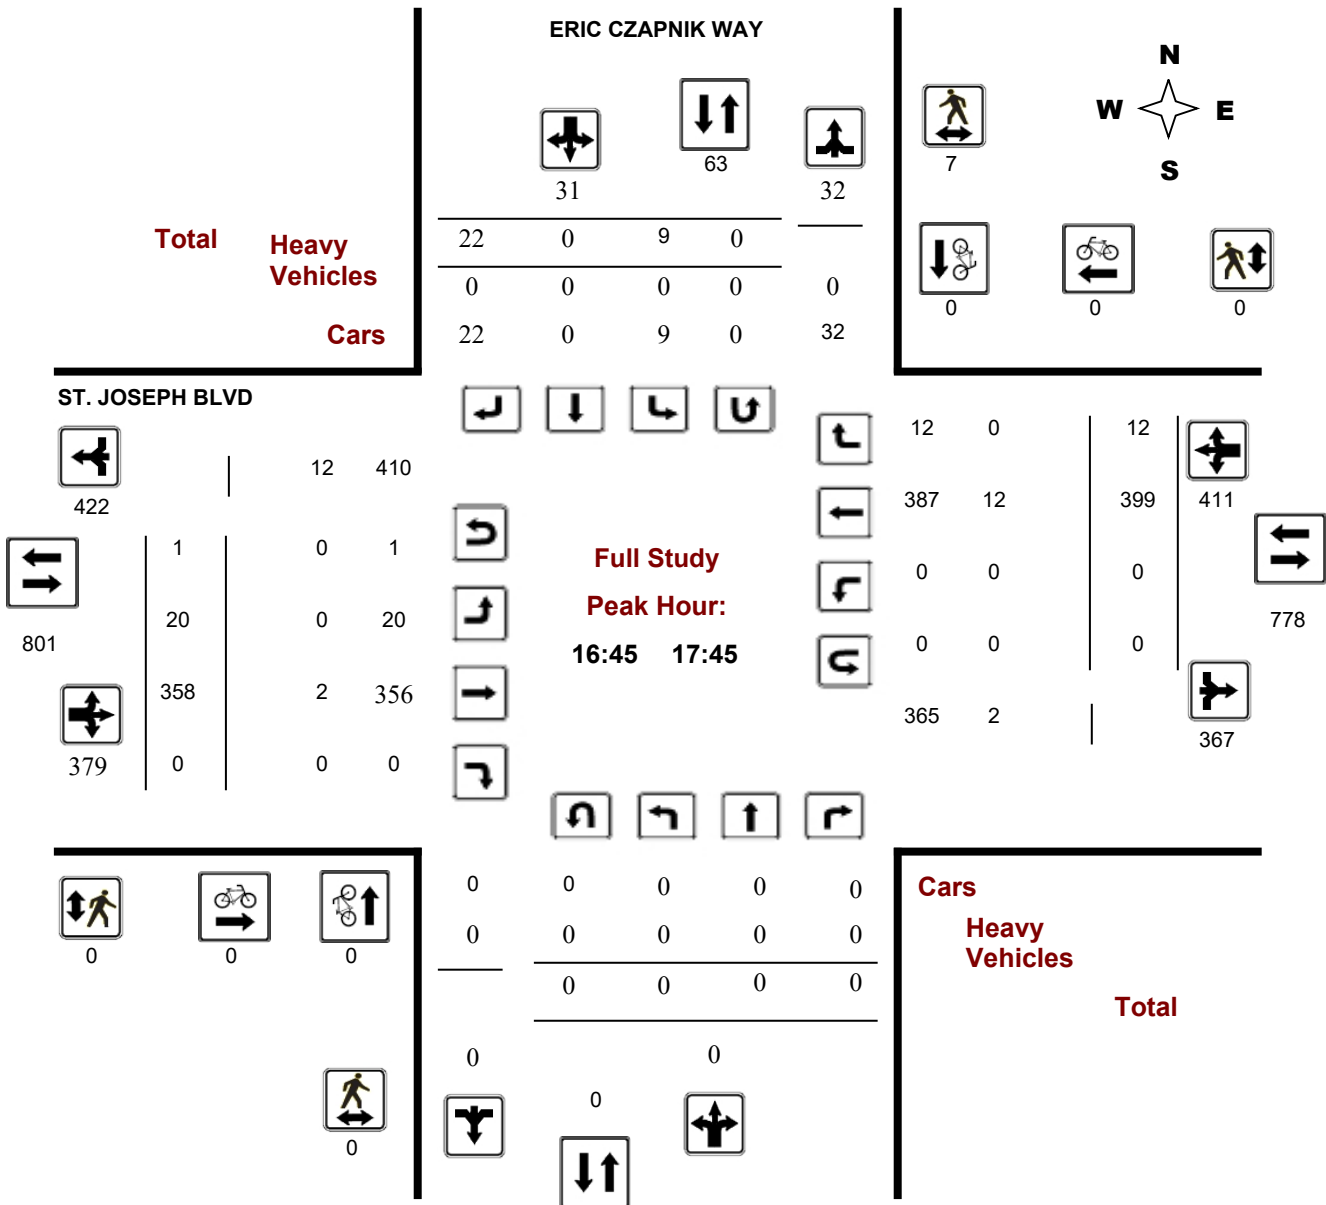 ERIC CZAPNIK WAY
N
W E
S
63
7
31 32
Total Heavy
Vehicles
22 0 9 0
0 0 0 0 0
Cars 22 0 9 0 32
0 0 0
ST. JOSEPH BLVD
12 0 12
12 410
422
387 12 399 411
1 0 1
Full Study
0 0 0
Peak Hour:
20 0 20
778
801
16:45 17:45
0 0 0
358 2 356
365 2
367
379 0 0 0
0 0 0 0 0
Cars
0 0 0 0 0
Heavy
Vehicles
0 0 0
0 0 0 0
Total
0 0
0
0